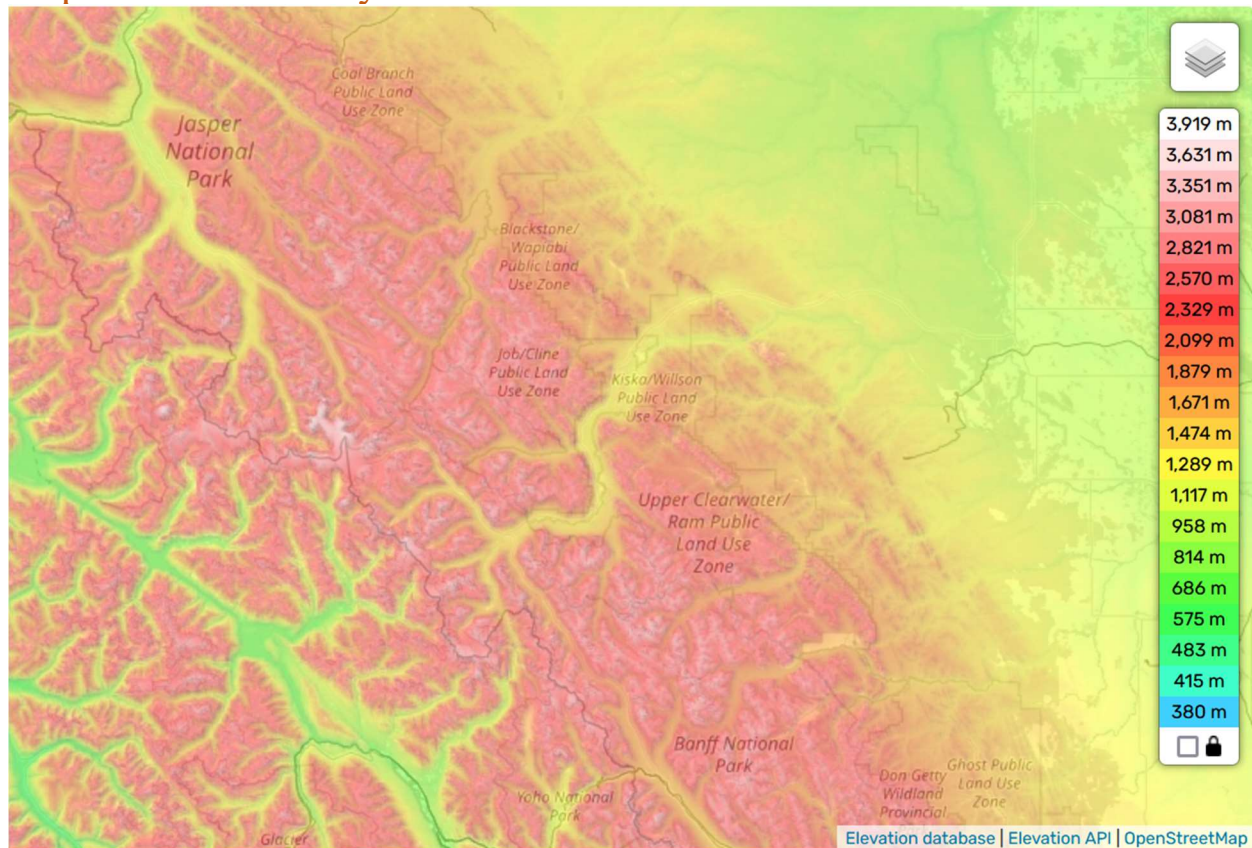 Coal Branch
Public Land
Use Zone
Jasper
National
Park
Blackstone/
Wapiabi
Public Land
Use Zone
Job/Cline
Public Land
Use Zone
Kiska/Willson
Public Land
Use Zone
Upper Clearwater/
Ram Public
Land Use
Zone
Banff National
Park
Don Getty
Wildland
Provincial
Ghost Public
Land Use
Zone
Yoho National
Park
Glacier
3,919 m
3,631 m
3,351 m
3,081 m
2,821 m
2,570 m
2,329 m
2,099 m
1,879 m
1,671 m
1,474 m
1,289 m
1,117 m
958 m
814 m
686 m
575 m
483 m
415 m
380 m
Elevation database | Elevation API | OpenStreetMap